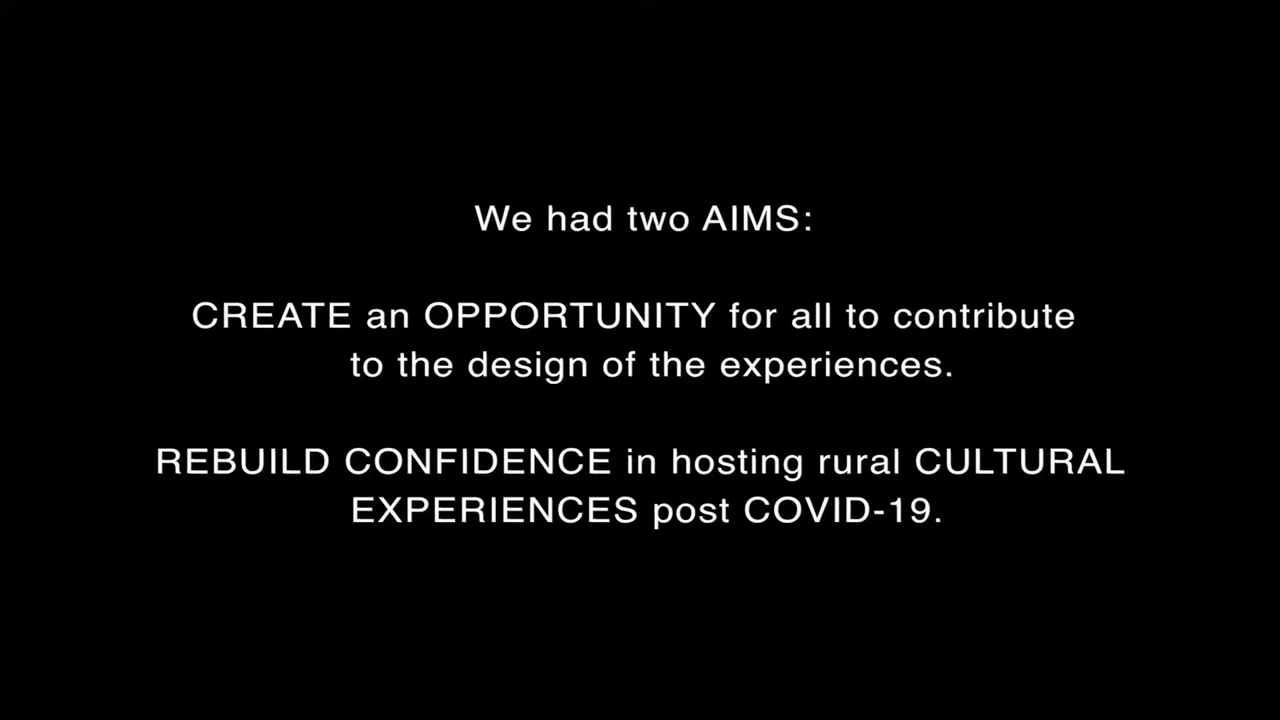 We had two AIMS:
CREATE an OPPORTUNITY for all to contribute
to the design of the experiences.
REBUILD CONFIDENCE in hosting rural CULTURAL
EXPERIENCES post COVID-19.